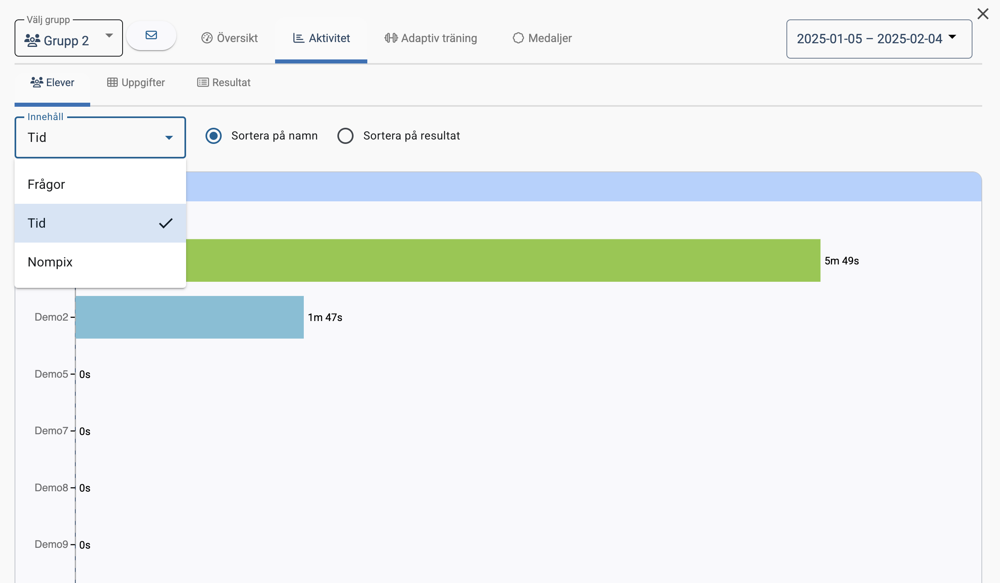 Välj grupp
Grupp 2
Översikt
Aktivitet
Adaptiv träning
Medaljer
2025-01-05 – 2025-02-04
Elever
Uppgifter
Resultat
Innehåll
Tid
Sortera på namn
Sortera på resultat
Frågor
Tid
Nompix
5m 49s
Demo2
1m 47s
Demo5
0s
Demo7
0s
Demo8
0s
Demo9
0s